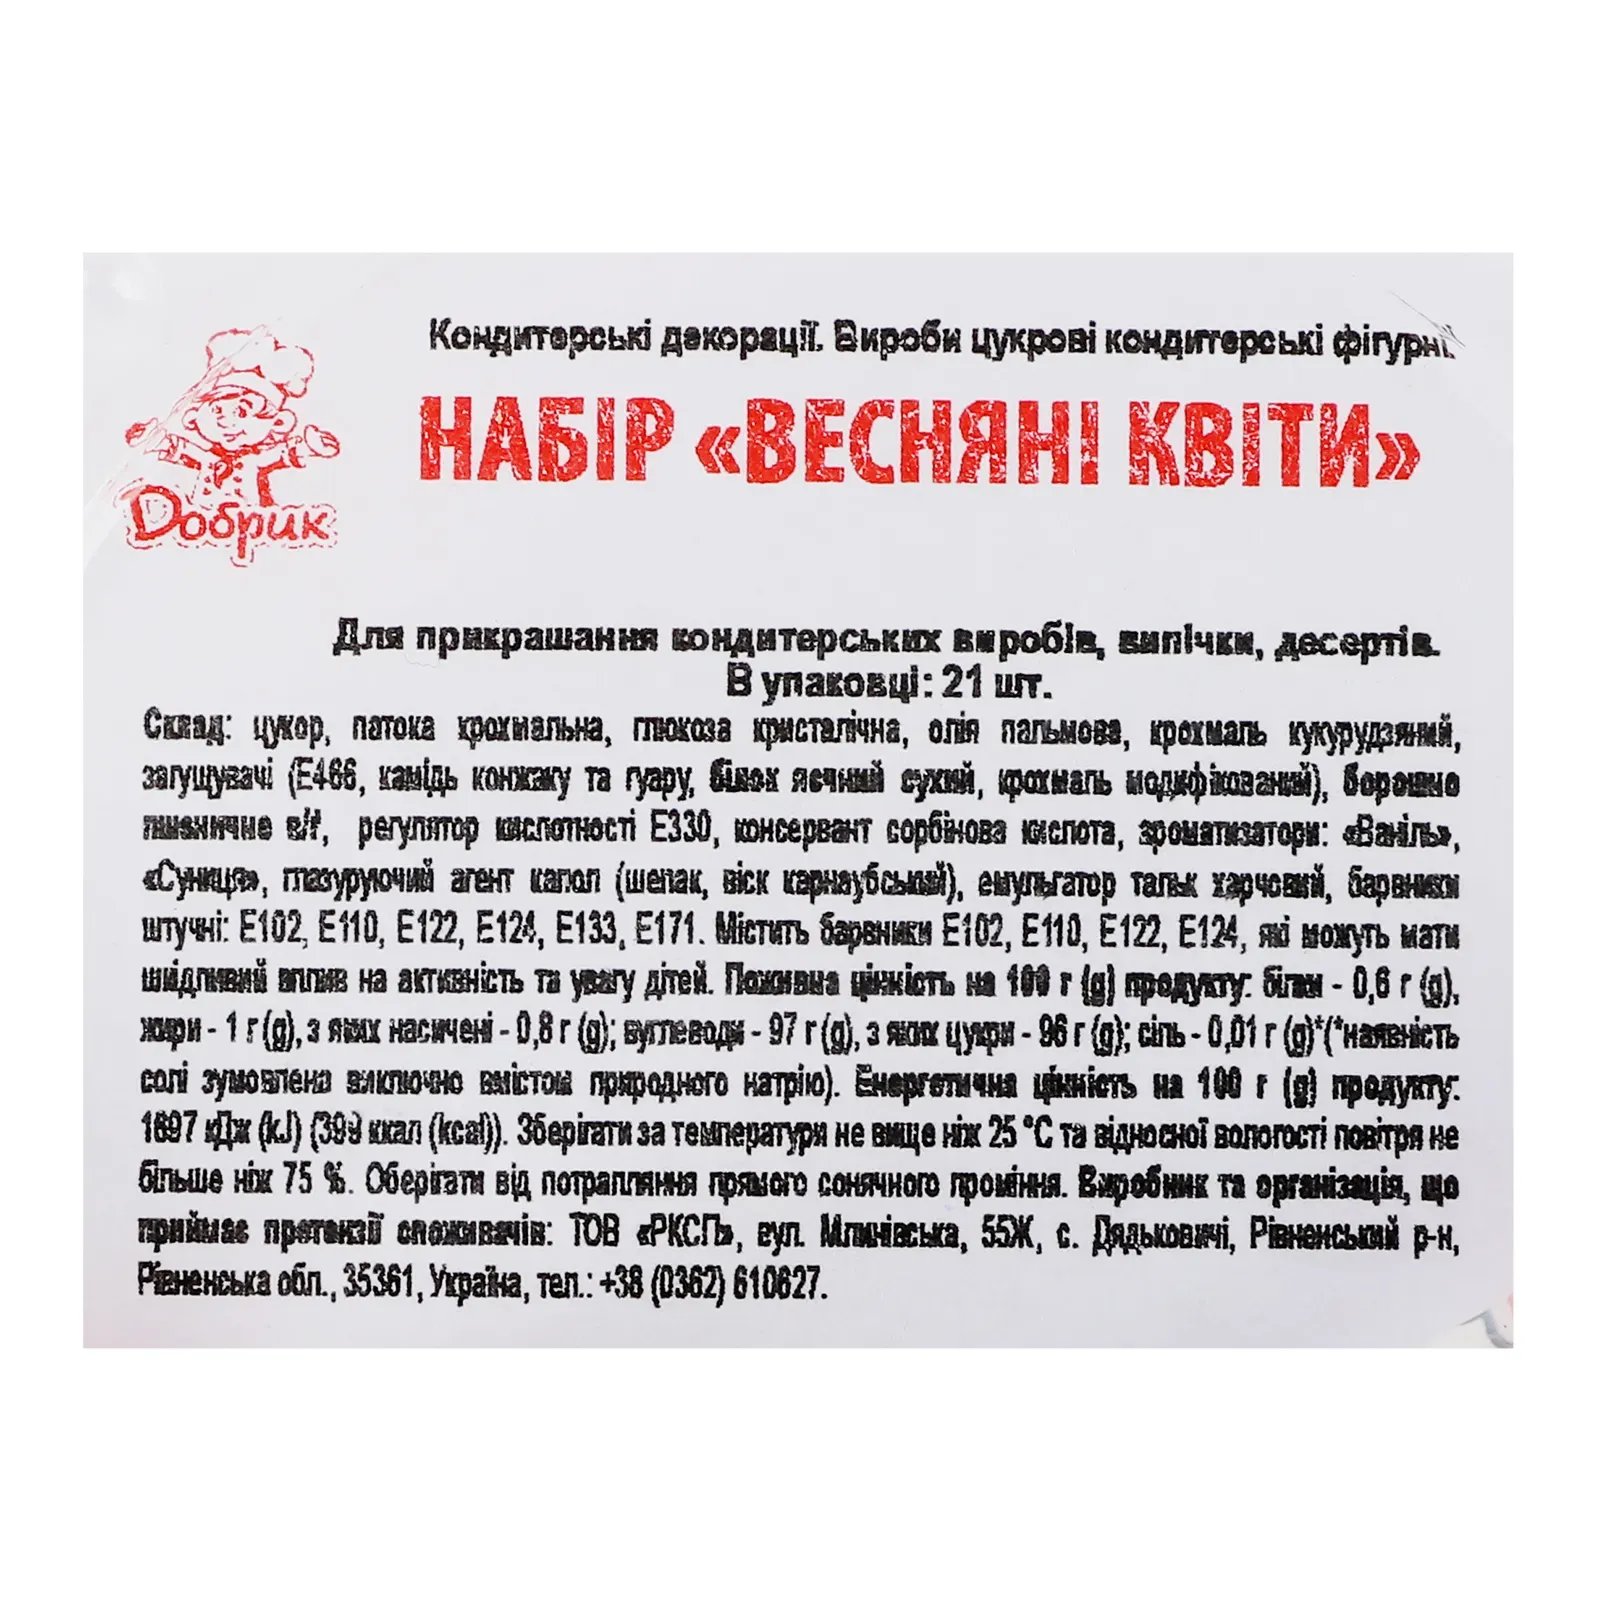 Кондитерські декорації. Вироби цукрові кондитерські фігурні.
НАБІР «ВЕСНЯНІ КВІТИ»
Добрик
Для прикрашання кондитерських виробів, випічки, десертів.
В упаковці: 21 шт.
Склад: цукор, патока крохмальна, глюкоза кристалічна, олія пальмова, крохмаль кукурудзяний,
загущувачі (Е466, камідь конжаку та гуару, білок яєчний сухий, крохмаль модифікований), борошно
пшеничне в/ґ, регулятор кислотності Е330, консервант сорбінова кислота, ароматизатори: «Ваніль»,
«Суниця», глазуруючий агент капол (шелак, віск карнаубський), емульгатор тальк харчовий, барвники
штучні: Е102, Е110, Е122, Е124, Е133, Е171. Містить барвники Е102, Е110, Е122, Е124, які можуть мати
шкідливий вплив на активність та увагу дітей. Поживна цінність на 100 г (g) продукту: білки - 0,6 г (g),
жири - 1 г (g), з яких насичені - 0,8 г (g); вуглеводи - 97 г (g), з яких цукри - 96 г (g); сіль - 0,01 г (g)*(*наявність
солі зумовлена виключно вмістом природного натрію). Енергетична цінність на 100 г (g) продукту:
1697 кДж (kJ) (399 ккал (kcal)). Зберігати за температури не вище ніж 25 °С та відносної вологості повітря не
більше ніж 75 %. Оберігати від потрапляння прямого сонячного проміння. Виробник та організація, що
приймає претензії споживачів: ТОВ «РКСП», вул. Млинівська, 55Ж, с. Дядьковичі, Рівненський р-н,
Рівненська обл., 35361, Україна, тел.: +38 (0362) 610627.